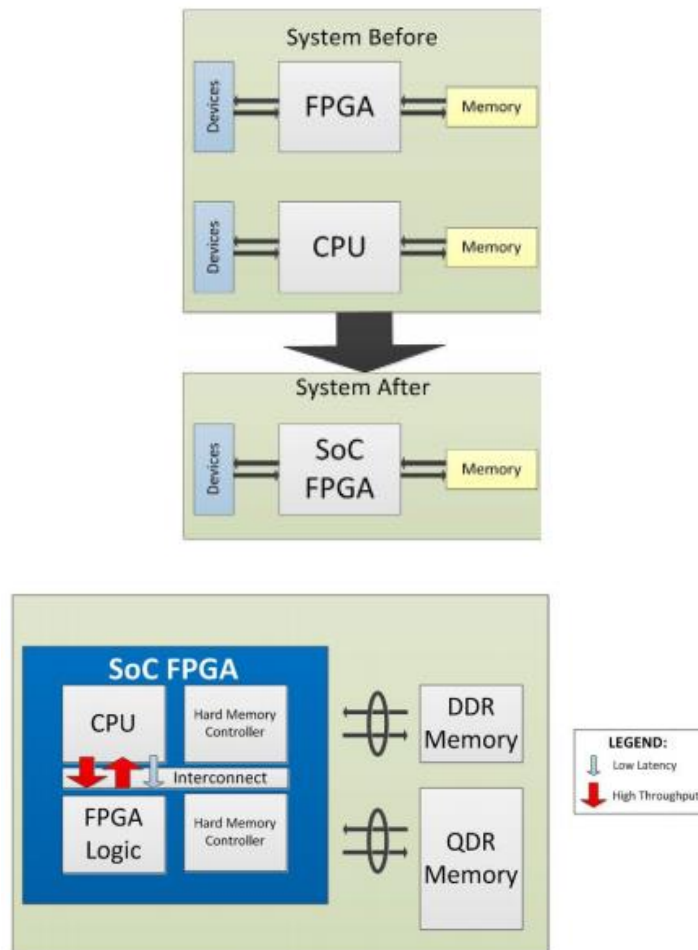 System Before
Devices
FPGA
Memory
Devices
CPU
Memory
System After
Devices
SoC
FPGA
Memory
SoC FPGA
CPU
Hard Memory
Controller
Interconnect
FPGA
Logic
Hard Memory
Controller
DDR
Memory
QDR
Memory
LEGEND:
Low Latency
High Throughput